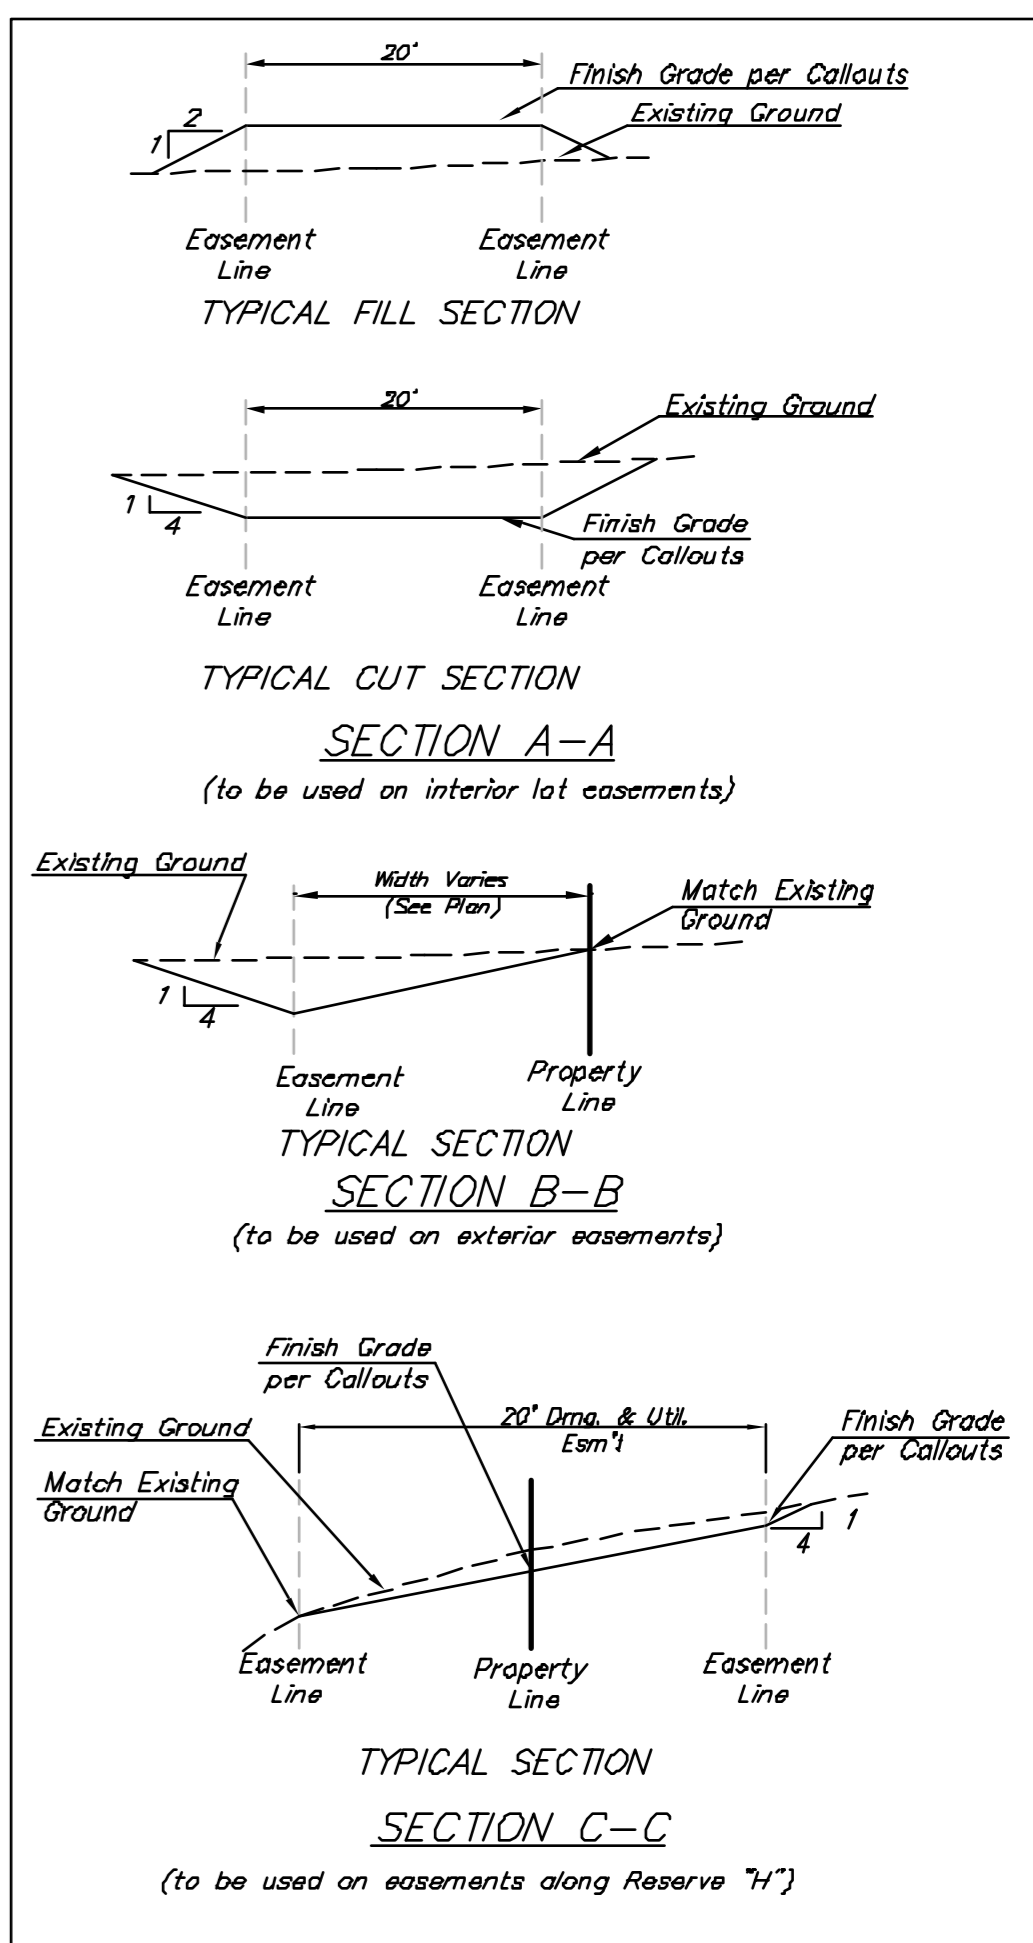 20'
Finish Grade per Callouts
Existing Ground
2
1
Easement
Line
Easement
Line
TYPICAL FILL SECTION
20'
Existing Ground
1
4
Finish Grade
per Callouts
Easement
Line
Easement
Line
TYPICAL CUT SECTION
SECTION A-A
(to be used on interior lot easements)
Existing Ground
Width Varies
(See Plan)
Match Existing
Ground
1
4
Easement
Line
Property
Line
TYPICAL SECTION
SECTION B-B
(to be used on exterior easements)
Finish Grade
per Callouts
20' Drng. & Util.
Esm't
Existing Ground
Finish Grade
per Callouts
Match Existing
Ground
1
4
Easement
Line
Property
Line
Easement
Line
TYPICAL SECTION
SECTION C-C
(to be used on easements along Reserve "H")